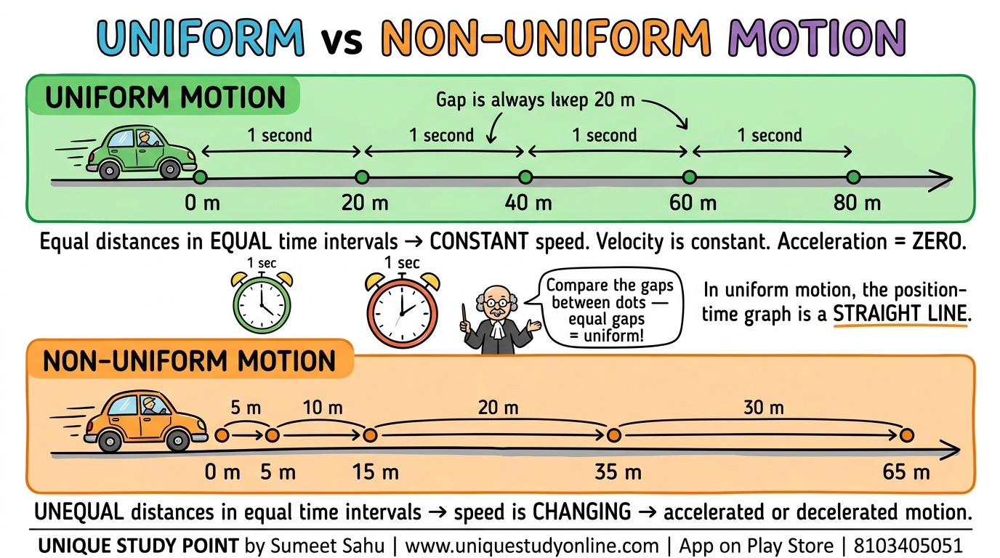 UNIFORM vs NON-UNIFORM MOTION
UNIFORM MOTION
Gap is always 20 m
1 second 1 second 1 second 1 second
0 m 20 m 40 m 60 m 80 m
Equal distances in EQUAL time intervals → CONSTANT speed. Velocity is constant. Acceleration = ZERO.
1 sec 1 sec
Compare the gaps
between dots —
equal gaps
= uniform!
In uniform motion, the position-
time graph is a STRAIGHT LINE.
NON-UNIFORM MOTION
5 m 10 m 20 m 30 m
0 m 5 m 15 m 35 m 65 m
UNEQUAL distances in equal time intervals → speed is CHANGING → accelerated or decelerated motion.
UNIQUE STUDY POINT by Sumeet Sahu | www.uniquestudyonline.com | App on Play Store | 8103405051